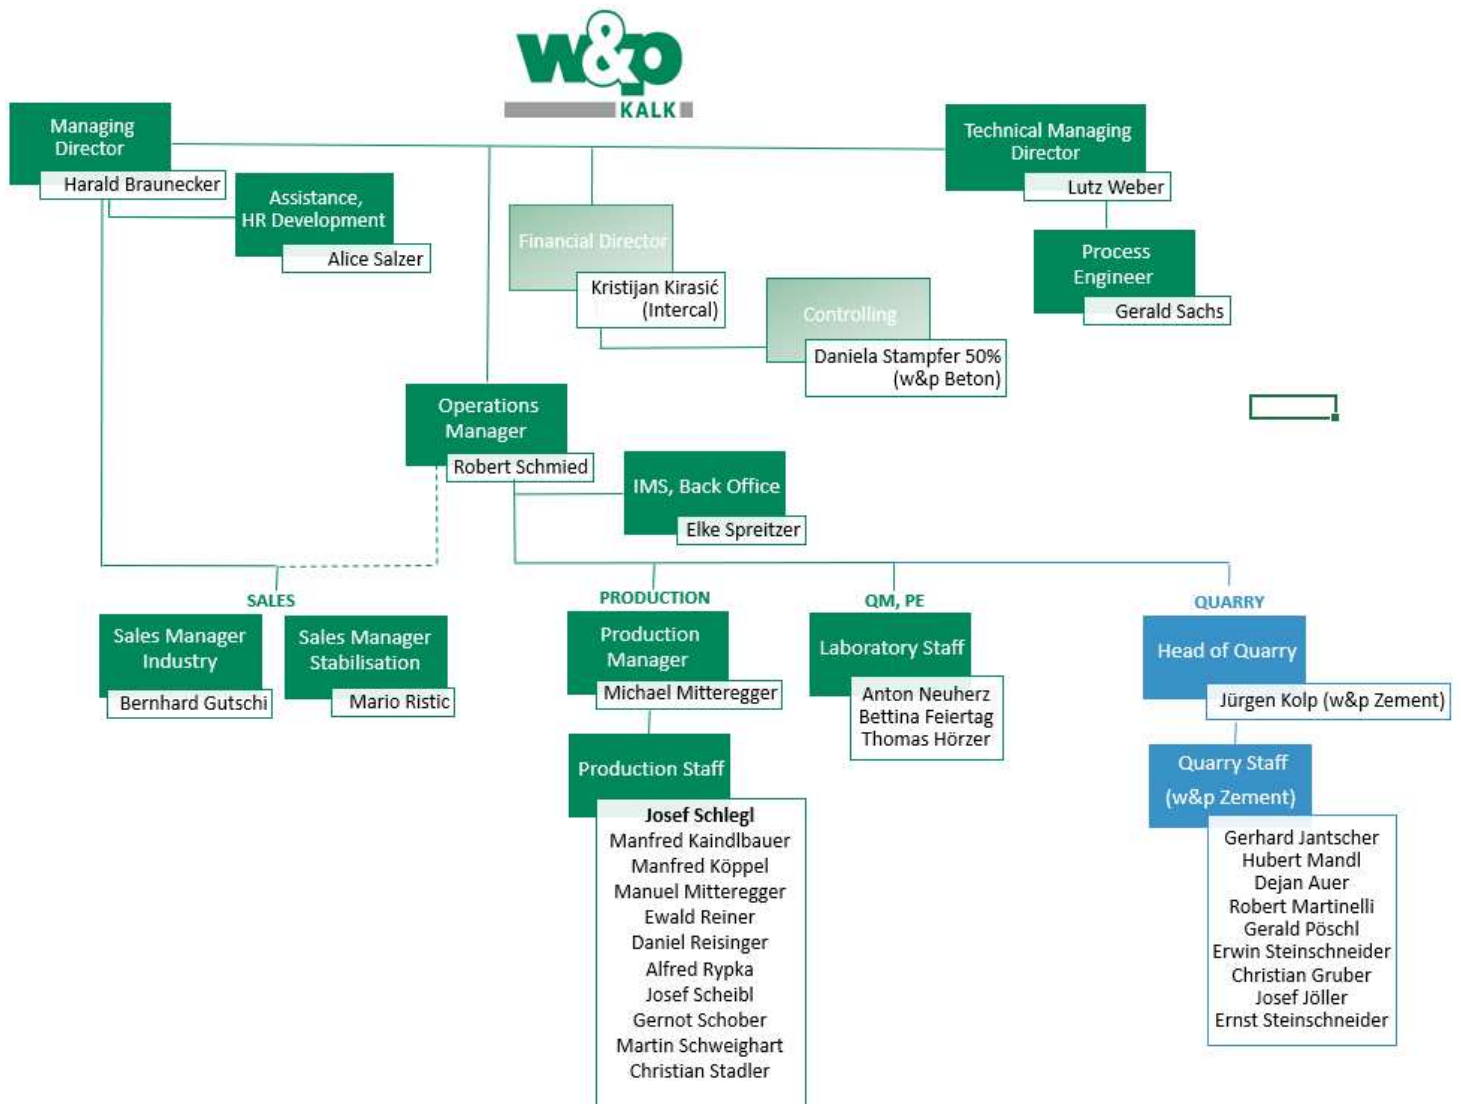 w&p
KALK
Managing
Director
Harald Braunecker
Assistance,
HR Development
Alice Salzer
Technical Managing
Director
Lutz Weber
Process
Engineer
Gerald Sachs
Financial Director
Kristijan Kirasić
(Intercal)
Controlling
Daniela Stampfer 50%
(w&p Beton)
Operations
Manager
Robert Schmied
IMS, Back Office
Elke Spreitzer
SALES
Sales Manager
Industry
Bernhard Gutschi
Sales Manager
Stabilisation
Mario Ristic
PRODUCTION
Production
Manager
Michael Mitteregger
Production Staff
Josef Schlegl
Manfred Kaindlbauer
Manfred Köppel
Manuel Mitteregger
Ewald Reiner
Daniel Reisinger
Alfred Rypka
Josef Scheibl
Gernot Schober
Martin Schweighart
Christian Stadler
QM, PE
Laboratory Staff
Anton Neuherz
Bettina Feiertag
Thomas Hörzer
QUARRY
Head of Quarry
Jürgen Kolp (w&p Zement)
Quarry Staff
(w&p Zement)
Gerhard Jantscher
Hubert Mandl
Dejan Auer
Robert Martinelli
Gerald Pöschl
Erwin Steinschneider
Christian Gruber
Josef Jöller
Ernst Steinschneider